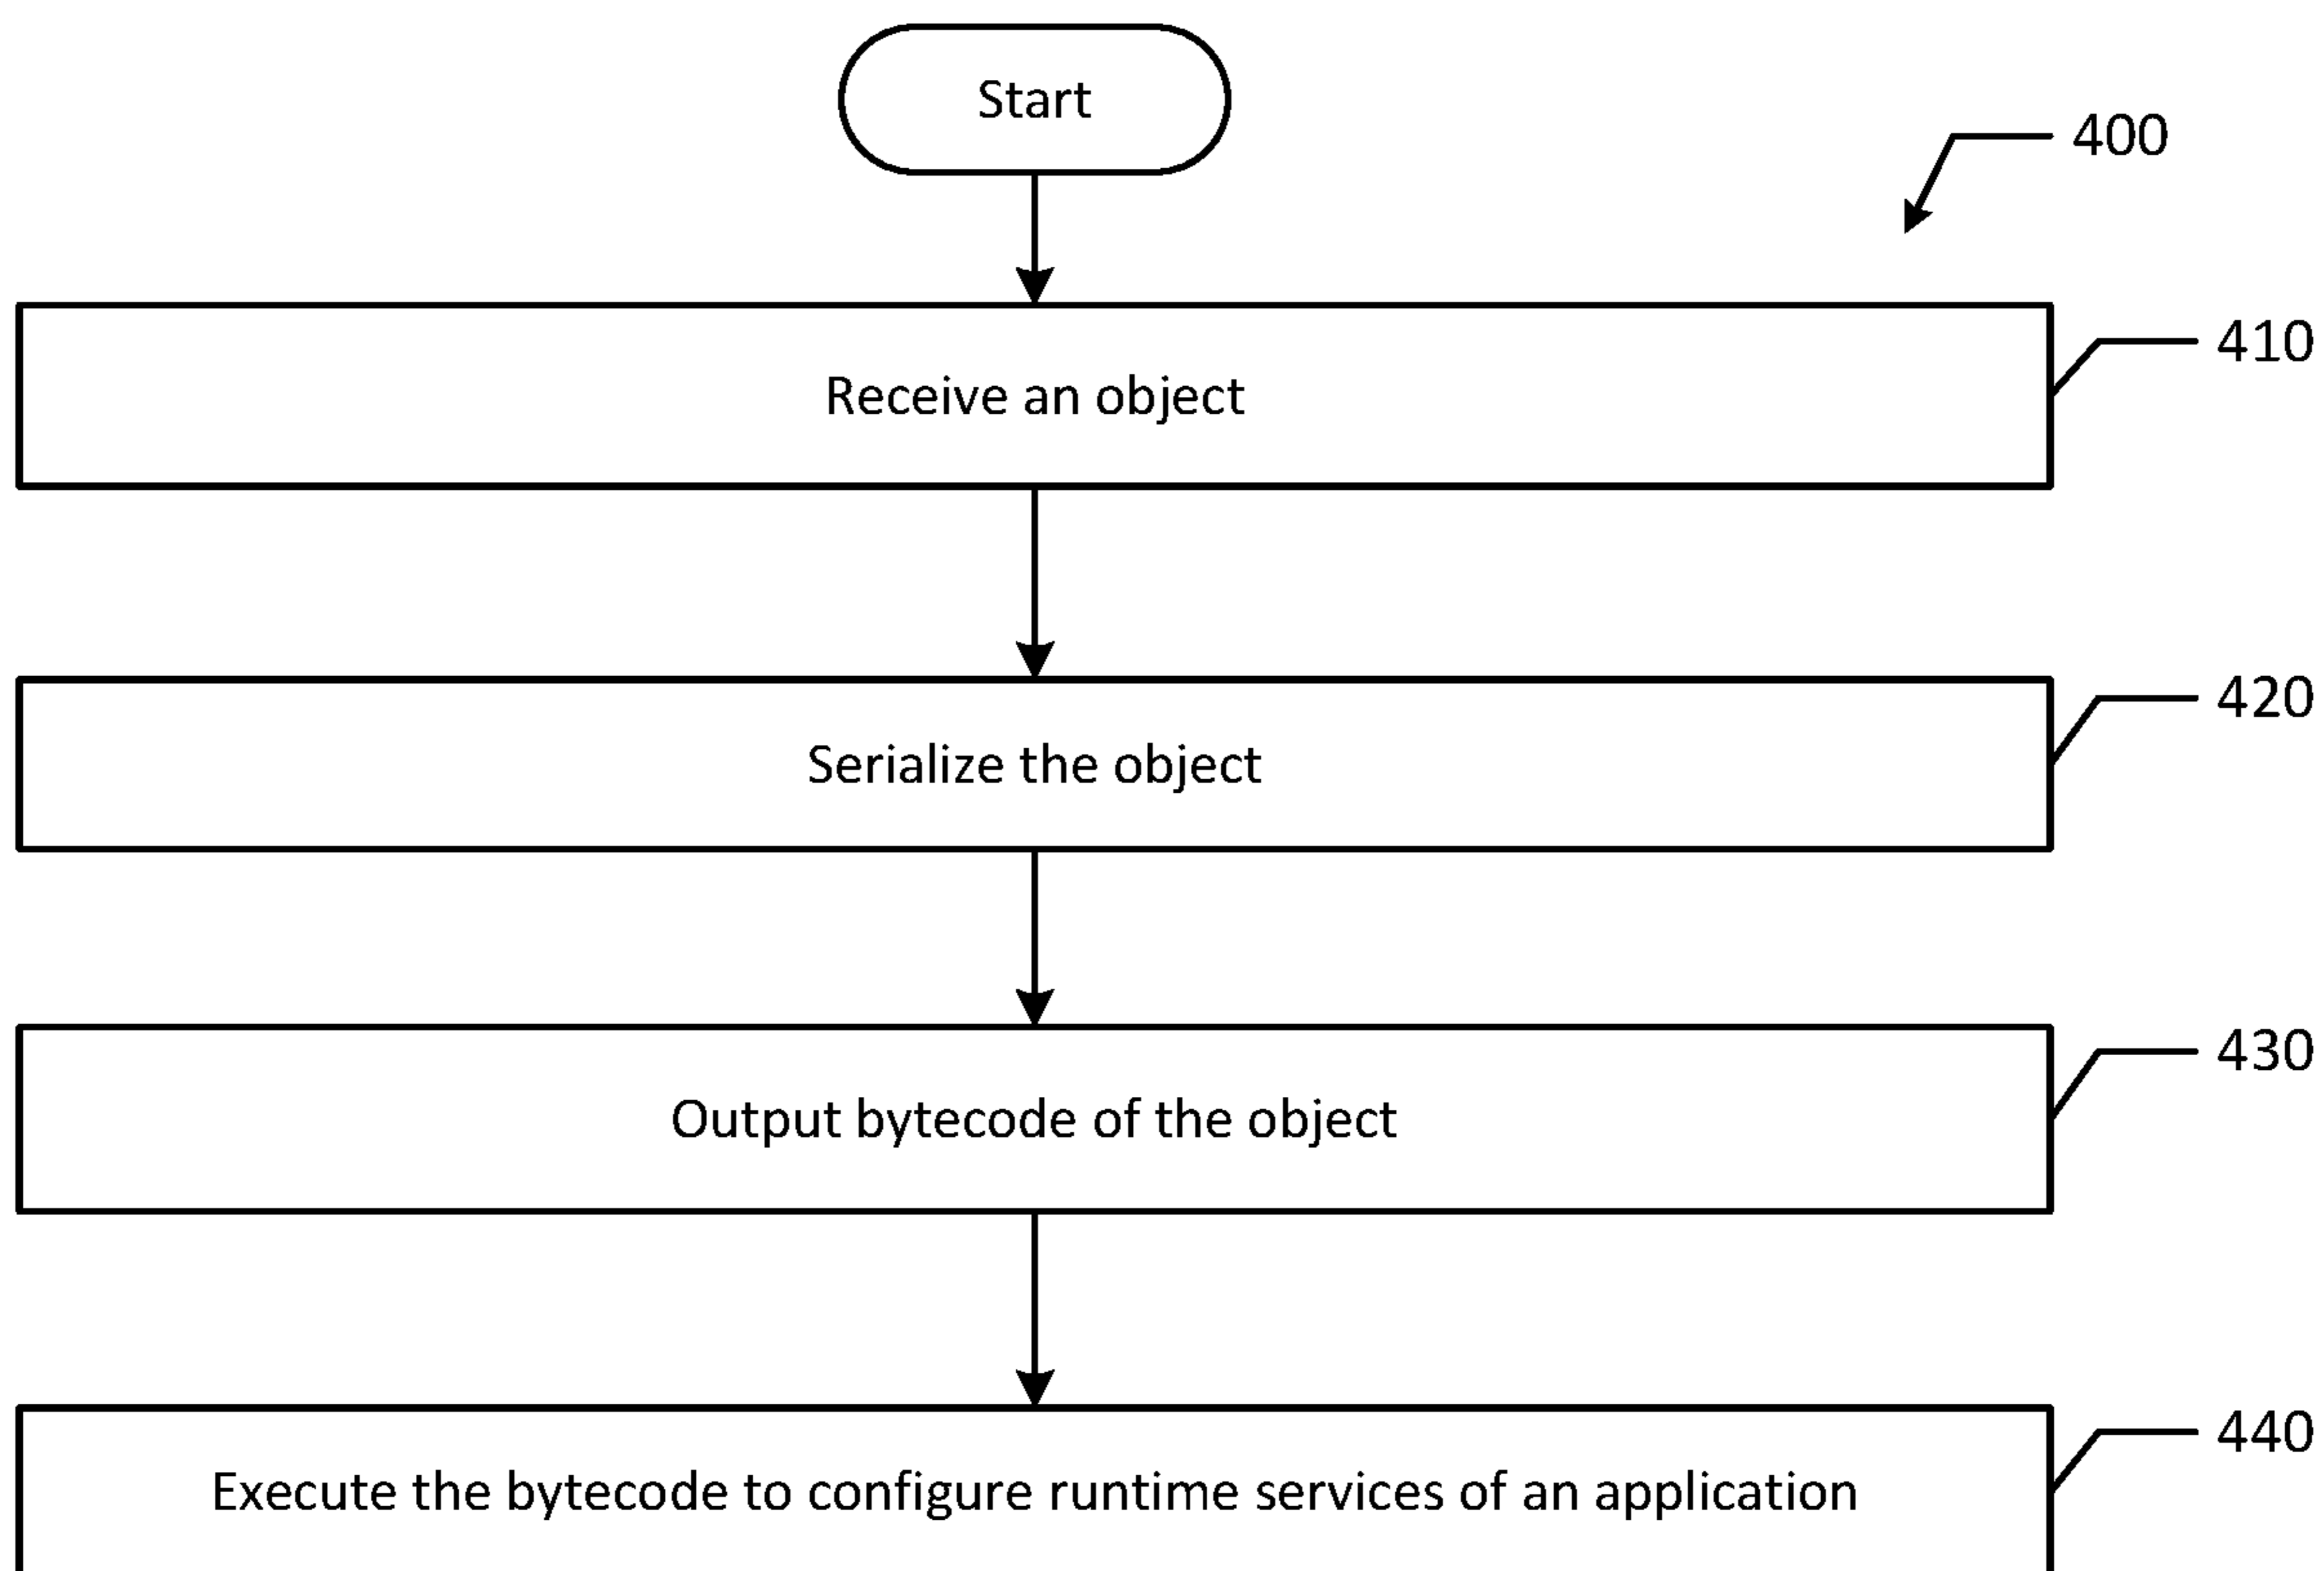 Start
400
Receive an object
410
Serialize the object
420
Output bytecode of the object
430
Execute the bytecode to configure runtime services of an application
440